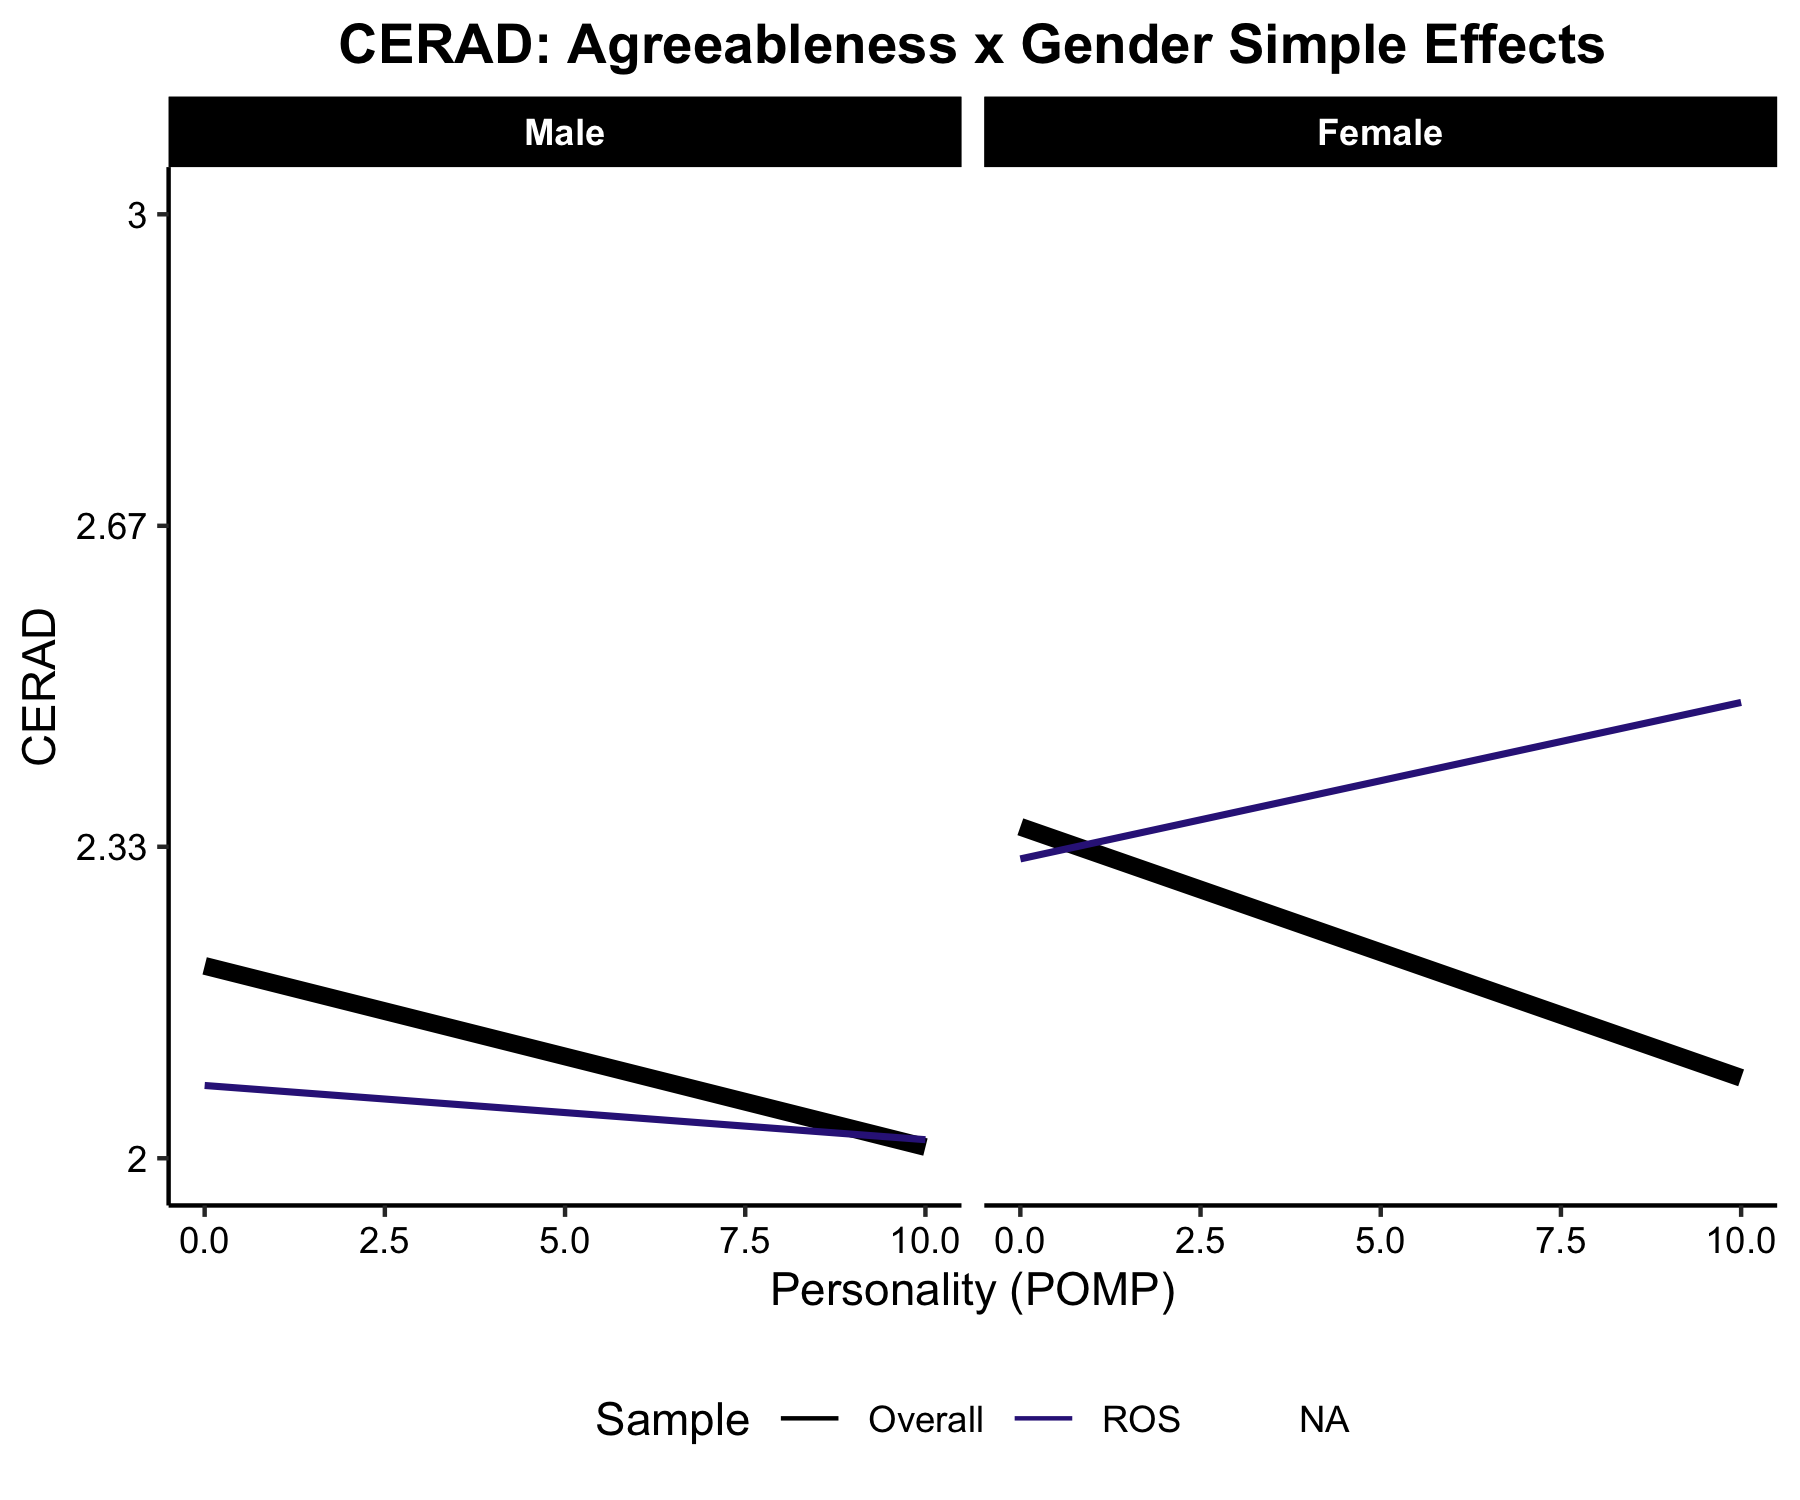 CERAD: Agreeableness x Gender Simple Effects
Male
Female
3
2.67
2.33
2
CERAD
0.0 2.5 5.0 7.5 10.0
0.0 2.5 5.0 7.5 10.0
Personality (POMP)
Sample Overall ROS NA